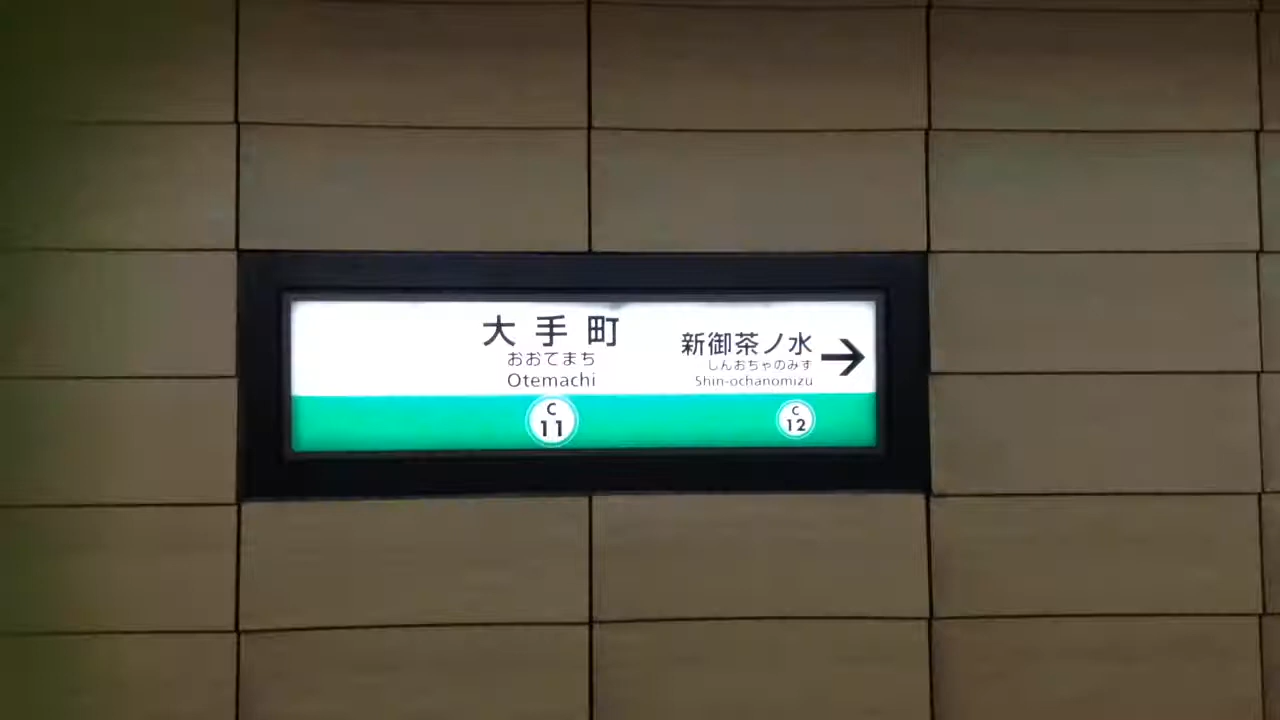 大手町
おおてまち
Otemachi
C
11
新御茶ノ水
しんおちゃのみず
Shin-ochanomizu
→
C
12